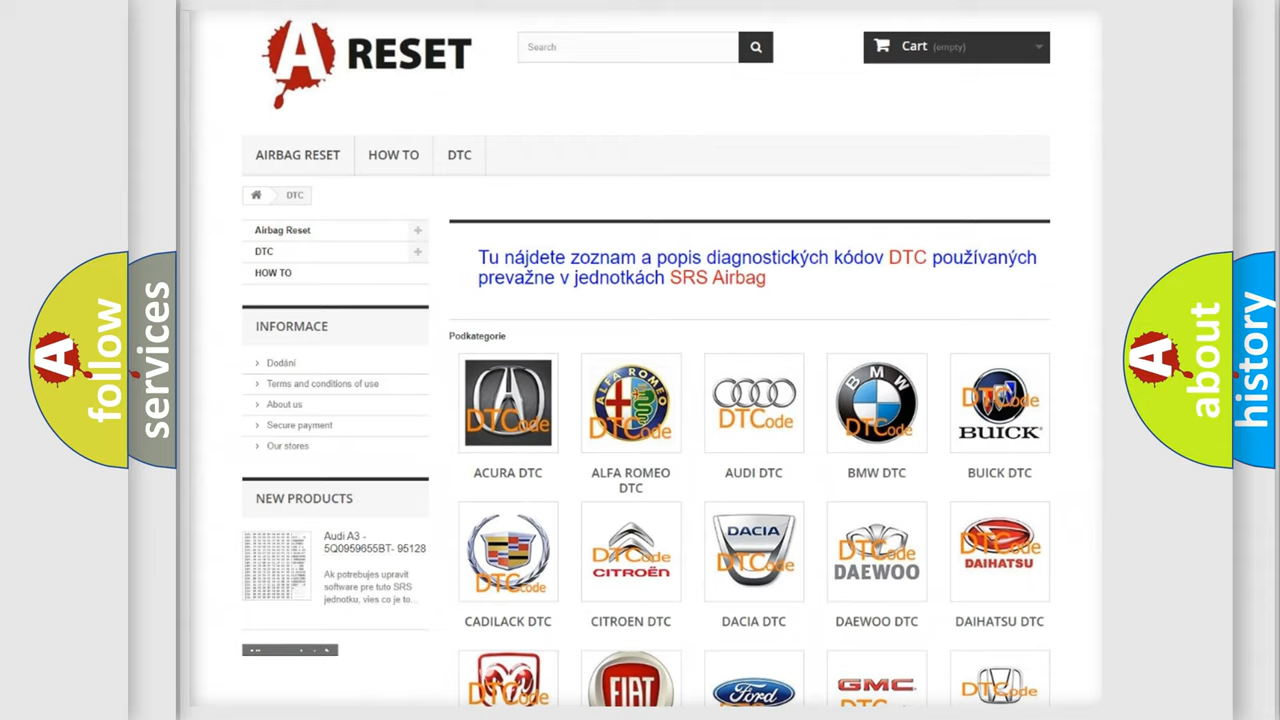 A RESET
Search
Cart (empty)
AIRBAG RESET
HOW TO
DTC
DTC
Airbag Reset
DTC
HOW TO
Tu nájdete zoznam a popis diagnostických kódov DTC používaných
prevažne v jednotkách SRS Airbag
INFORMACE
Dodání
Terms and conditions of use
About us
Secure payment
Our stores
Podkategorie
DTCode
ALFA ROMEO
DTCode
DTCode
BMW
DTCode
DTCode
BUICK
ACURA DTC
ALFA ROMEO
DTC
AUDI DTC
BMW DTC
BUICK DTC
NEW PRODUCTS
Audi A3 -
5Q0959655BT- 95128
Ak potrebujes upravit
software pre tuto SRS
jednotku, vies co je to...
DTCode
DTCode
CITROËN
DACIA
DTCode
DTCode
DAEWOO
DTCode
DAIHATSU
CADILACK DTC
CITROEN DTC
DACIA DTC
DAEWOO DTC
DAIHATSU DTC
DTCode
FIAT
Ford
GMC
DTCode
A follow
services
A about
history